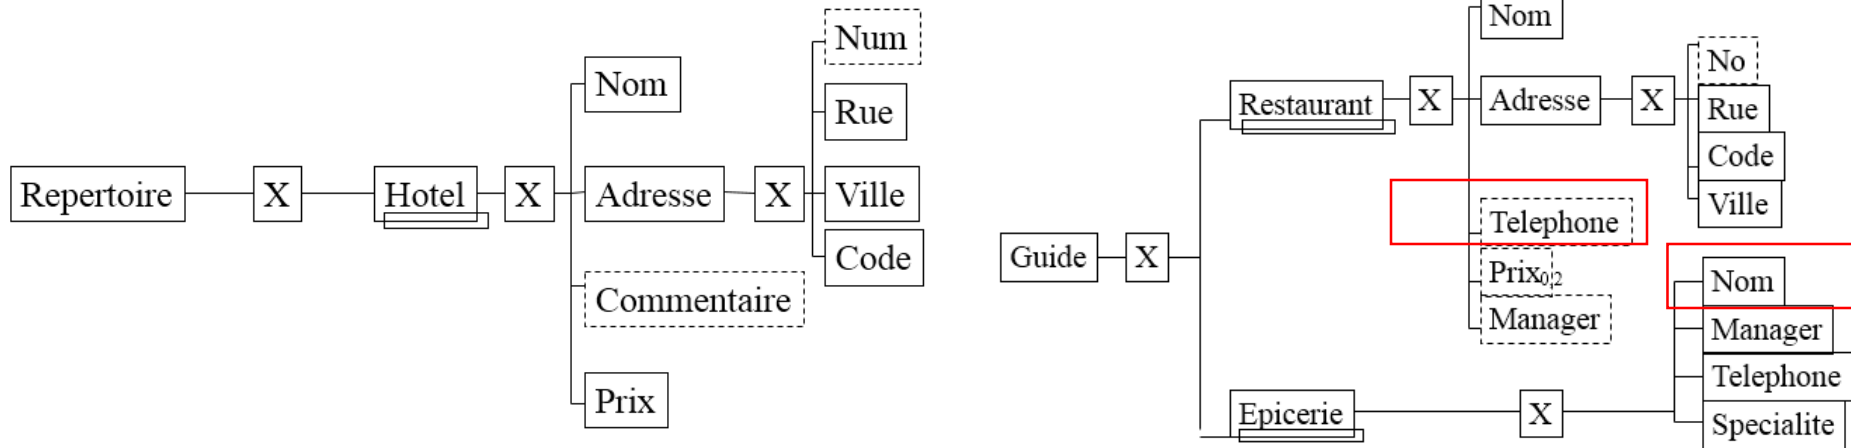 Repertoire
X
Hotel
X
Nom
Adresse
X
Num
Rue
Ville
Code
Commentaire
Prix
Guide
X
Restaurant
X
Nom
Adresse
X
No
Rue
Code
Ville
Telephone
Prix0,2
Manager
Epicerie
X
Nom
Manager
Telephone
Specialite